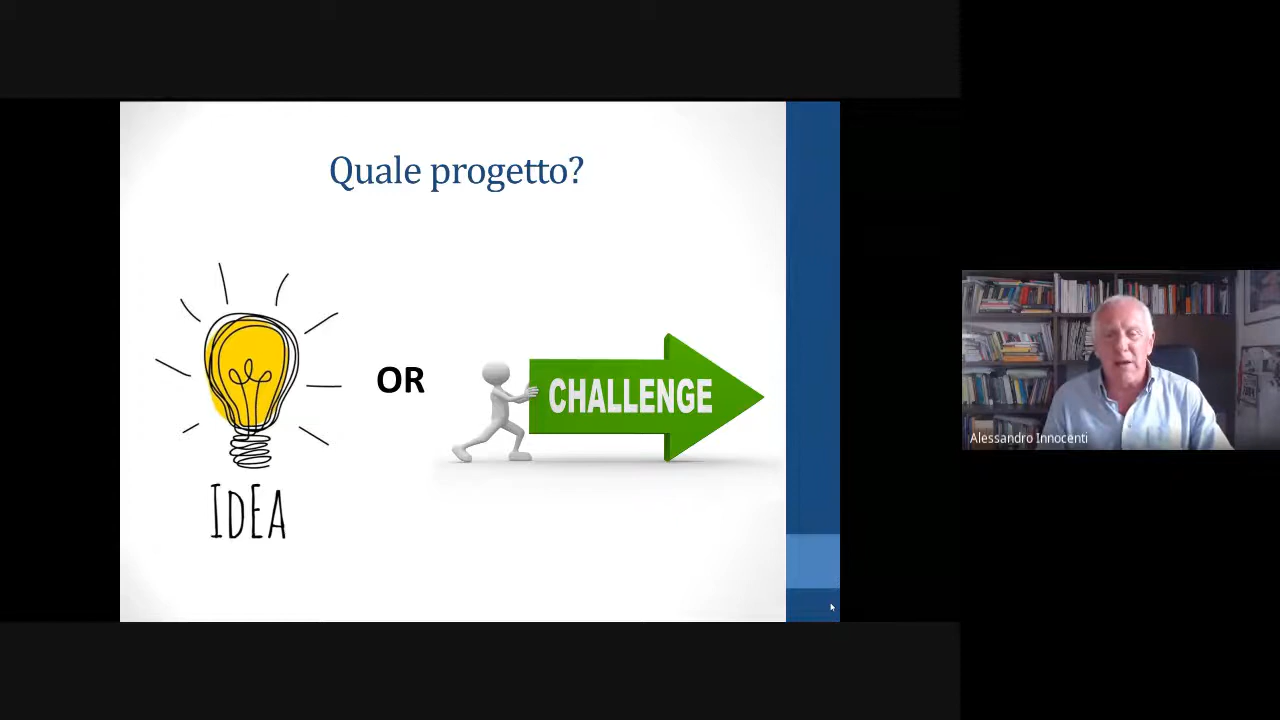 Quale progetto?
IdEA
OR
CHALLENGE
Alessandro Innocenti